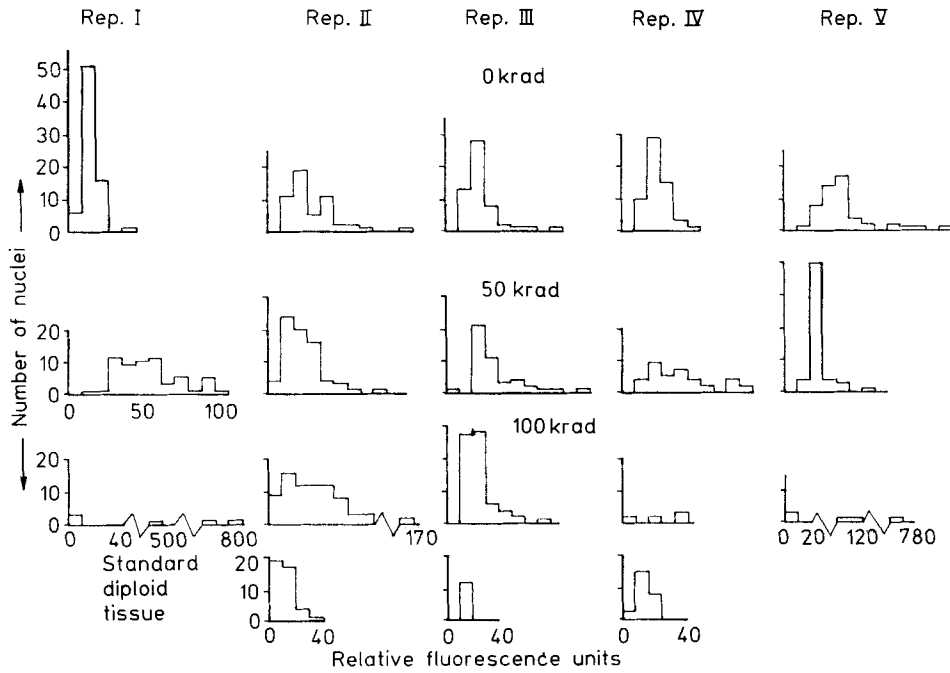 Rep. I Rep. II Rep. III Rep. IV Rep. V
0 krad
50
40
30
20
10
0
50 krad
20
10
0
0 50 100
100 krad
20
10
0
0 40 500 800
170
0 20 120 780
Number of nuclei
Standard
diploid
tissue
20
10
0
0 40
0 40
0 40
Relative fluorescence units